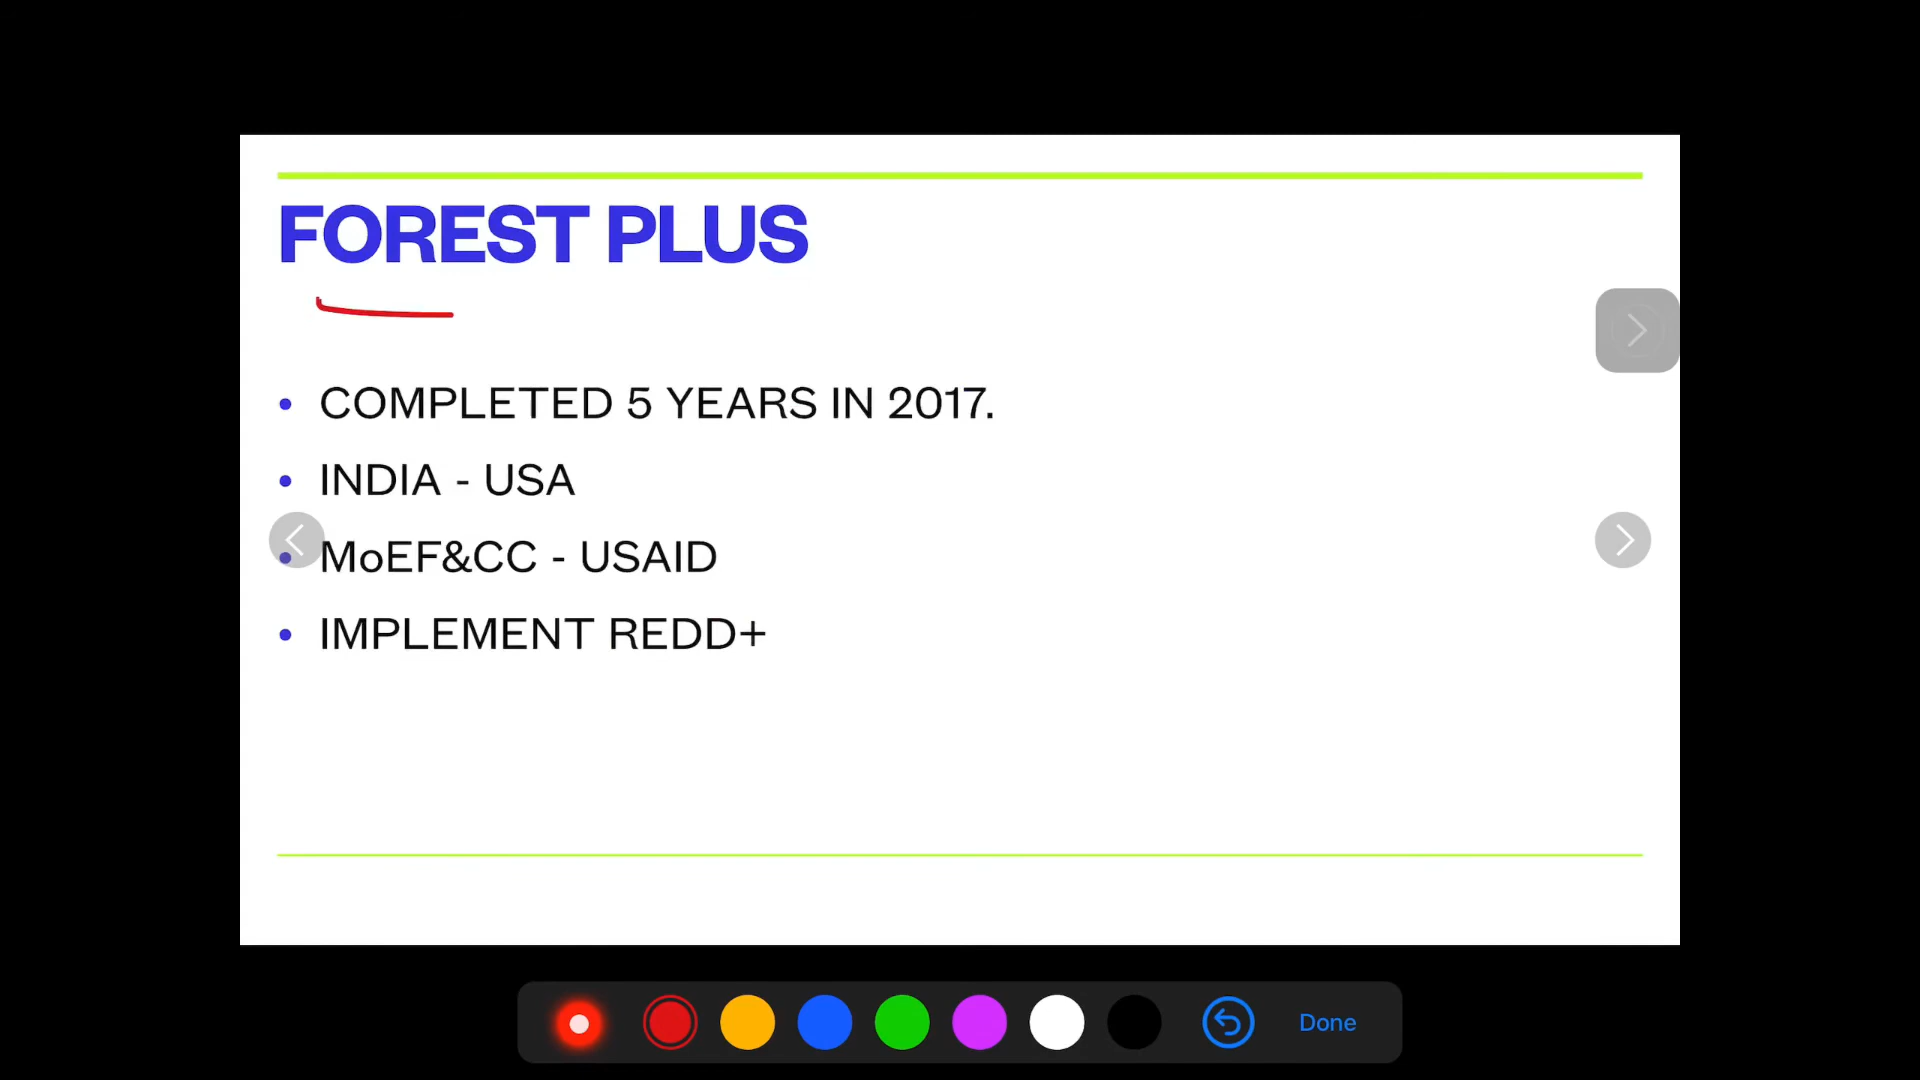 FOREST PLUS
• COMPLETED 5 YEARS IN 2017.
• INDIA - USA
• MoEF&CC - USAID
• IMPLEMENT REDD+
Done